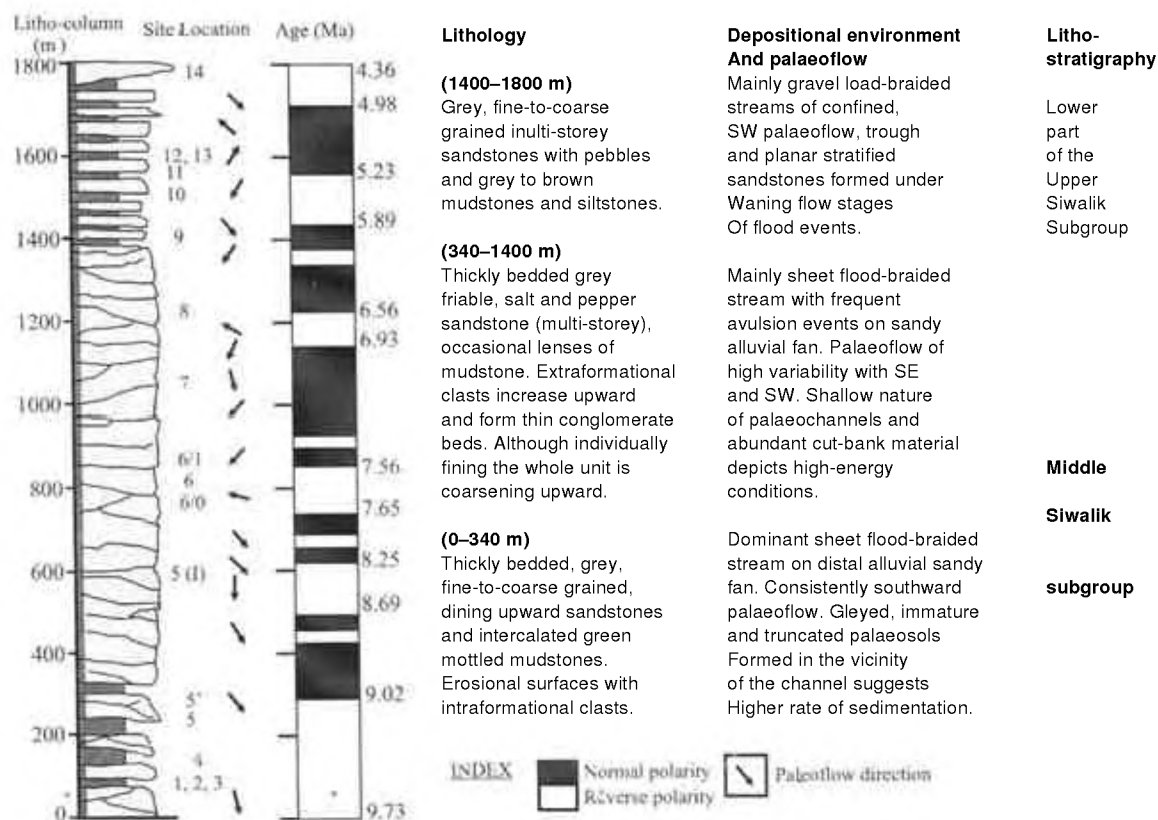 Litho-column
(m)
Site Location
Age (Ma)
1800
1600
1400
1200
1000
800
600
400
200
0
14
12, 13
11
10
9
8
7
6/1
6
6/0
5 (I)
5'
5
4
1, 2, 3
4.36
4.98
5.23
5.89
6.56
6.93
7.56
7.65
8.25
8.69
9.02
9.73
Lithology
(1400–1800 m)
Grey, fine-to-coarse
grained inulti-storey
sandstones with pebbles
and grey to brown
mudstones and siltstones.
(340–1400 m)
Thickly bedded grey
friable, salt and pepper
sandstone (multi-storey),
occasional lenses of
mudstone. Extraformational
clasts increase upward
and form thin conglomerate
beds. Although individually
fining the whole unit is
coarsening upward.
(0–340 m)
Thickly bedded, grey,
fine-to-coarse grained,
dining upward sandstones
and intercalated green
mottled mudstones.
Erosional surfaces with
intraformational clasts.
Depositional environment
And palaeoflow
Mainly gravel load-braided
streams of confined,
SW palaeoflow, trough
and planar stratified
sandstones formed under
Waning flow stages
Of flood events.
Mainly sheet flood-braided
stream with frequent
avulsion events on sandy
alluvial fan. Palaeoflow of
high variability with SE
and SW. Shallow nature
of palaeochannels and
abundant cut-bank material
depicts high-energy
conditions.
Dominant sheet flood-braided
stream on distal alluvial sandy
fan. Consistently southward
palaeoflow. Gleyed, immature
and truncated palaeosols
Formed in the vicinity
of the channel suggests
Higher rate of sedimentation.
Litho-
stratigraphy
Lower
part
of the
Upper
Siwalik
Subgroup
Middle
Siwalik
subgroup
INDEX
Normal polarity
Reverse polarity
Paleoflow direction